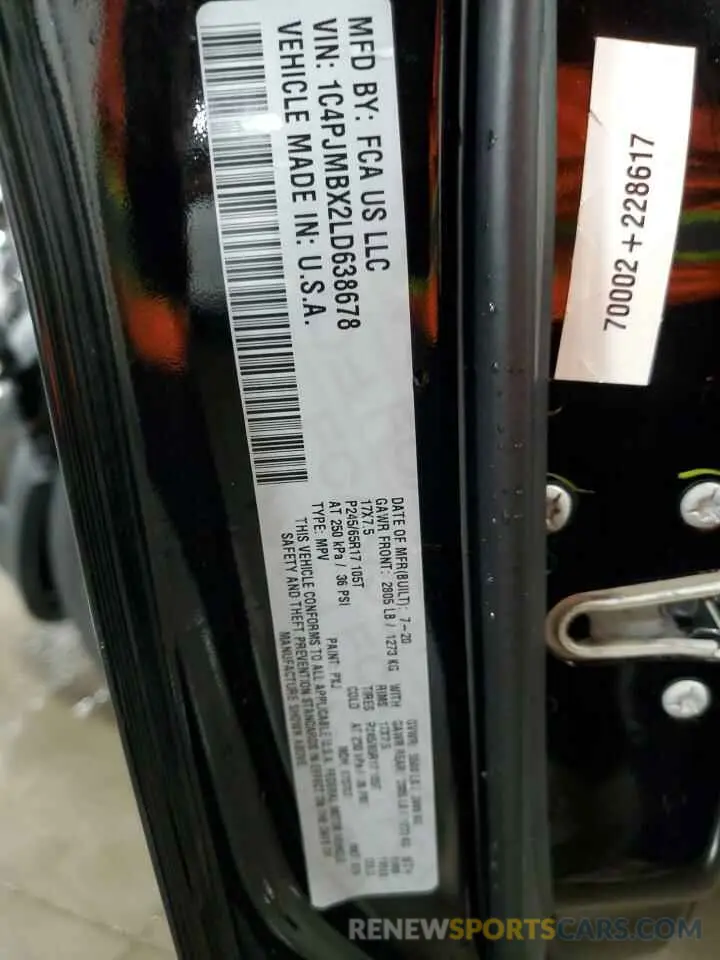 MFD BY: FCA US LLC
VIN: 1C4PJMBX2LD638678
VEHICLE MADE IN: U.S.A.
DATE OF MFR(BUILT): 7-20
GAWR FRONT: 2805 LB / 1273 KG WITH
17X7.5 RIMS
P245/65R17 105T TIRES
AT 250 kPa / 36 PSI COLD
TYPE: MPV PAINT: PXJ
THIS VEHICLE CONFORMS TO ALL APPLICABLE U.S.A. FEDERAL MOTOR VEHICLE
SAFETY AND THEFT PREVENTION STANDARDS IN EFFECT ON THE DATE OF
MANUFACTURE SHOWN ABOVE
GVWR:
GAWR REAR:
70002 + 228617
RENEWSPORTSCARS.COM